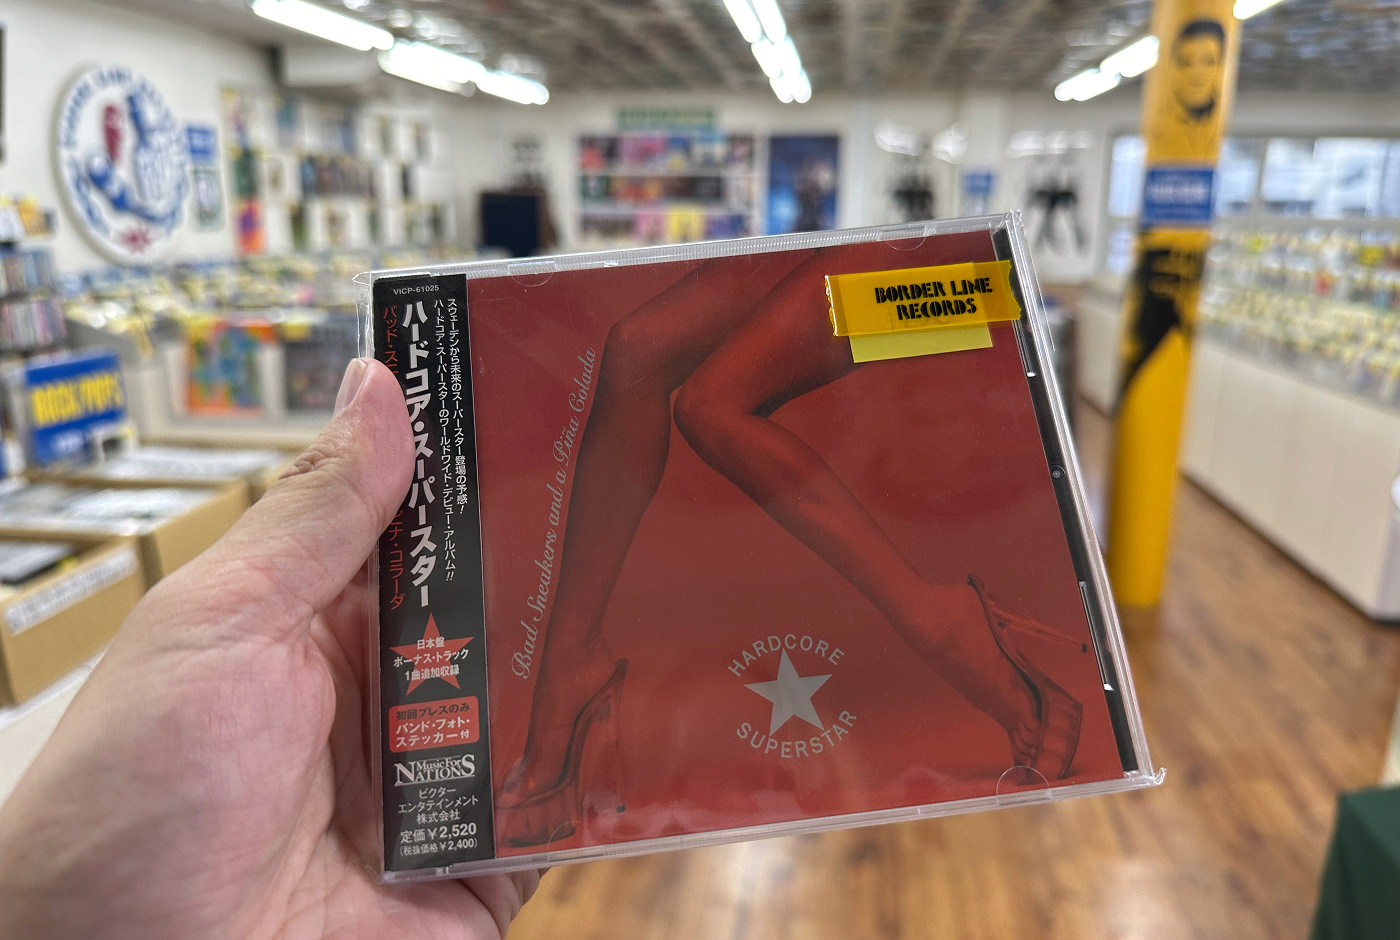 VICP-61025
スウェーデンから未来のスーパースター登場の予感!
ハードコア・スーパースターのワールドワイド・デビュー・アルバム!!
ハードコア・スーパースター
バッド・スニ
ナ・コラーダ
日本盤
ボーナス・トラック
1曲追加収録
初回プレスのみ
バンド・フォト・
ステッカー付
Music For
NATIONS
ビクター
エンタテインメント
株式会社
定価¥2,520
(税抜価格¥2,400)
Bad Sneakers and a Piña Colada
BORDER LINE
RECORDS
HARDCORE
SUPERSTAR
ROCK/POPS